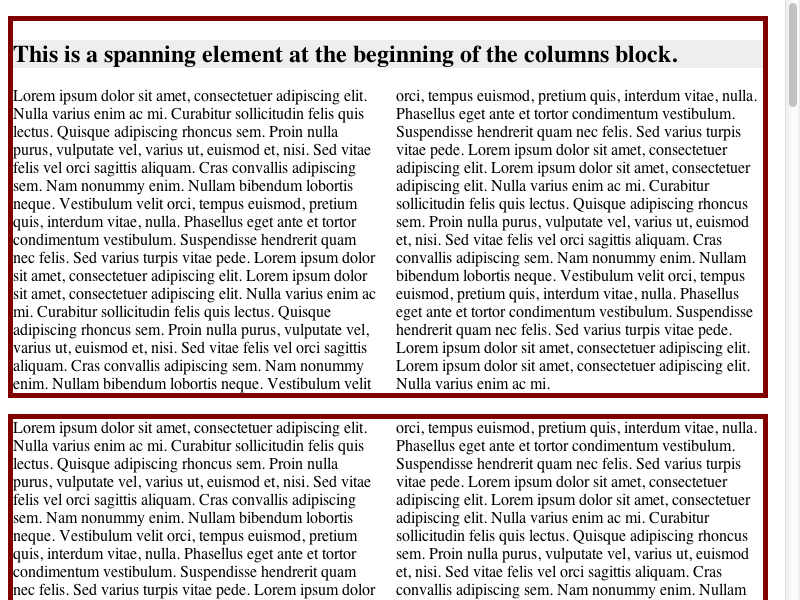 This is a spanning element at the beginning of the columns block.
Lorem ipsum dolor sit amet, consectetuer adipiscing elit.
Nulla varius enim ac mi. Curabitur sollicitudin felis quis
lectus. Quisque adipiscing rhoncus sem. Proin nulla
purus, vulputate vel, varius ut, euismod et, nisi. Sed vitae
felis vel orci sagittis aliquam. Cras convallis adipiscing
sem. Nam nonummy enim. Nullam bibendum lobortis
neque. Vestibulum velit orci, tempus euismod, pretium
quis, interdum vitae, nulla. Phasellus eget ante et tortor
condimentum vestibulum. Suspendisse hendrerit quam
nec felis. Sed varius turpis vitae pede. Lorem ipsum dolor
sit amet, consectetuer adipiscing elit. Lorem ipsum dolor
sit amet, consectetuer adipiscing elit. Nulla varius enim ac
mi. Curabitur sollicitudin felis quis lectus. Quisque
adipiscing rhoncus sem. Proin nulla purus, vulputate vel,
varius ut, euismod et, nisi. Sed vitae felis vel orci sagittis
aliquam. Cras convallis adipiscing sem. Nam nonummy
enim. Nullam bibendum lobortis neque. Vestibulum velit
orci, tempus euismod, pretium quis, interdum vitae, nulla.
Phasellus eget ante et tortor condimentum vestibulum.
Suspendisse hendrerit quam nec felis. Sed varius turpis
vitae pede. Lorem ipsum dolor sit amet, consectetuer
adipiscing elit. Lorem ipsum dolor sit amet, consectetuer
adipiscing elit. Nulla varius enim ac mi. Curabitur
sollicitudin felis quis lectus. Quisque adipiscing rhoncus
sem. Proin nulla purus, vulputate vel, varius ut, euismod
et, nisi. Sed vitae felis vel orci sagittis aliquam. Cras
convallis adipiscing sem. Nam nonummy enim. Nullam
bibendum lobortis neque. Vestibulum velit orci, tempus
euismod, pretium quis, interdum vitae, nulla. Phasellus
eget ante et tortor condimentum vestibulum. Suspendisse
hendrerit quam nec felis. Sed varius turpis vitae pede.
Lorem ipsum dolor sit amet, consectetuer adipiscing elit.
Lorem ipsum dolor sit amet, consectetuer adipiscing elit.
Nulla varius enim ac mi.
Lorem ipsum dolor sit amet, consectetuer adipiscing elit.
Nulla varius enim ac mi. Curabitur sollicitudin felis quis
lectus. Quisque adipiscing rhoncus sem. Proin nulla
purus, vulputate vel, varius ut, euismod et, nisi. Sed vitae
felis vel orci sagittis aliquam. Cras convallis adipiscing
sem. Nam nonummy enim. Nullam bibendum lobortis
neque. Vestibulum velit orci, tempus euismod, pretium
quis, interdum vitae, nulla. Phasellus eget ante et tortor
condimentum vestibulum. Suspendisse hendrerit quam
nec felis. Sed varius turpis vitae pede. Lorem ipsum dolor
orci, tempus euismod, pretium quis, interdum vitae, nulla.
Phasellus eget ante et tortor condimentum vestibulum.
Suspendisse hendrerit quam nec felis. Sed varius turpis
vitae pede. Lorem ipsum dolor sit amet, consectetuer
adipiscing elit. Lorem ipsum dolor sit amet, consectetuer
adipiscing elit. Nulla varius enim ac mi. Curabitur
sollicitudin felis quis lectus. Quisque adipiscing rhoncus
sem. Proin nulla purus, vulputate vel, varius ut, euismod
et, nisi. Sed vitae felis vel orci sagittis aliquam. Cras
convallis adipiscing sem. Nam nonummy enim. Nullam